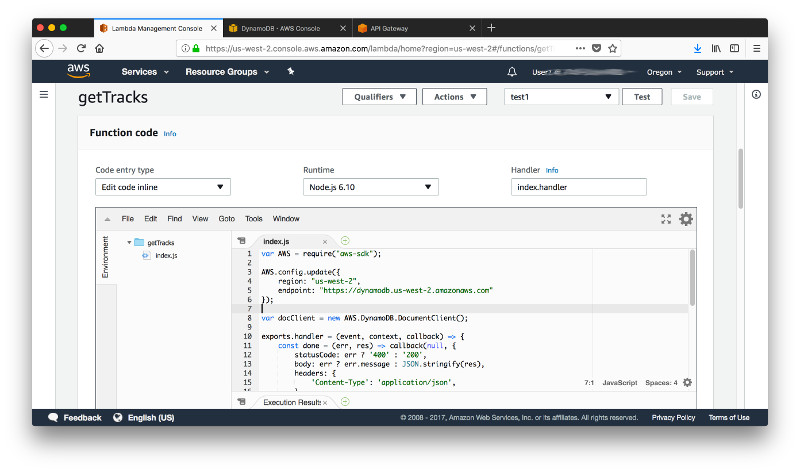 Lambda Management Console
DynamoDB - AWS Console
API Gateway
https://us-west-2.console.aws.amazon.com/lambda/home?region=us-west-2#/functions/getT
aws Services Resource Groups Oregon Support
getTracks Qualifiers Actions test1 Test Save
Function code Info
Code entry type Runtime Handler Info
Edit code inline Node.js 6.10 index.handler
File Edit Find View Goto Tools Window
Environment
getTracks
index.js
index.js
1 var AWS = require("aws-sdk");
2
3 AWS.config.update({
4 region: "us-west-2",
5 endpoint: "https://dynamodb.us-west-2.amazonaws.com"
6 });
7
8 var docClient = new AWS.DynamoDB.DocumentClient();
9
10 exports.handler = (event, context, callback) => {
11 const done = (err, res) => callback(null, {
12 statusCode: err ? '400' : '200',
13 body: err ? err.message : JSON.stringify(res),
14 headers: {
15 'Content-Type': 'application/json',
7:1 JavaScript Spaces: 4
Execution Results
Feedback English (US) © 2008 - 2017, Amazon Web Services, Inc. or its affiliates. All rights reserved. Privacy Policy Terms of Use